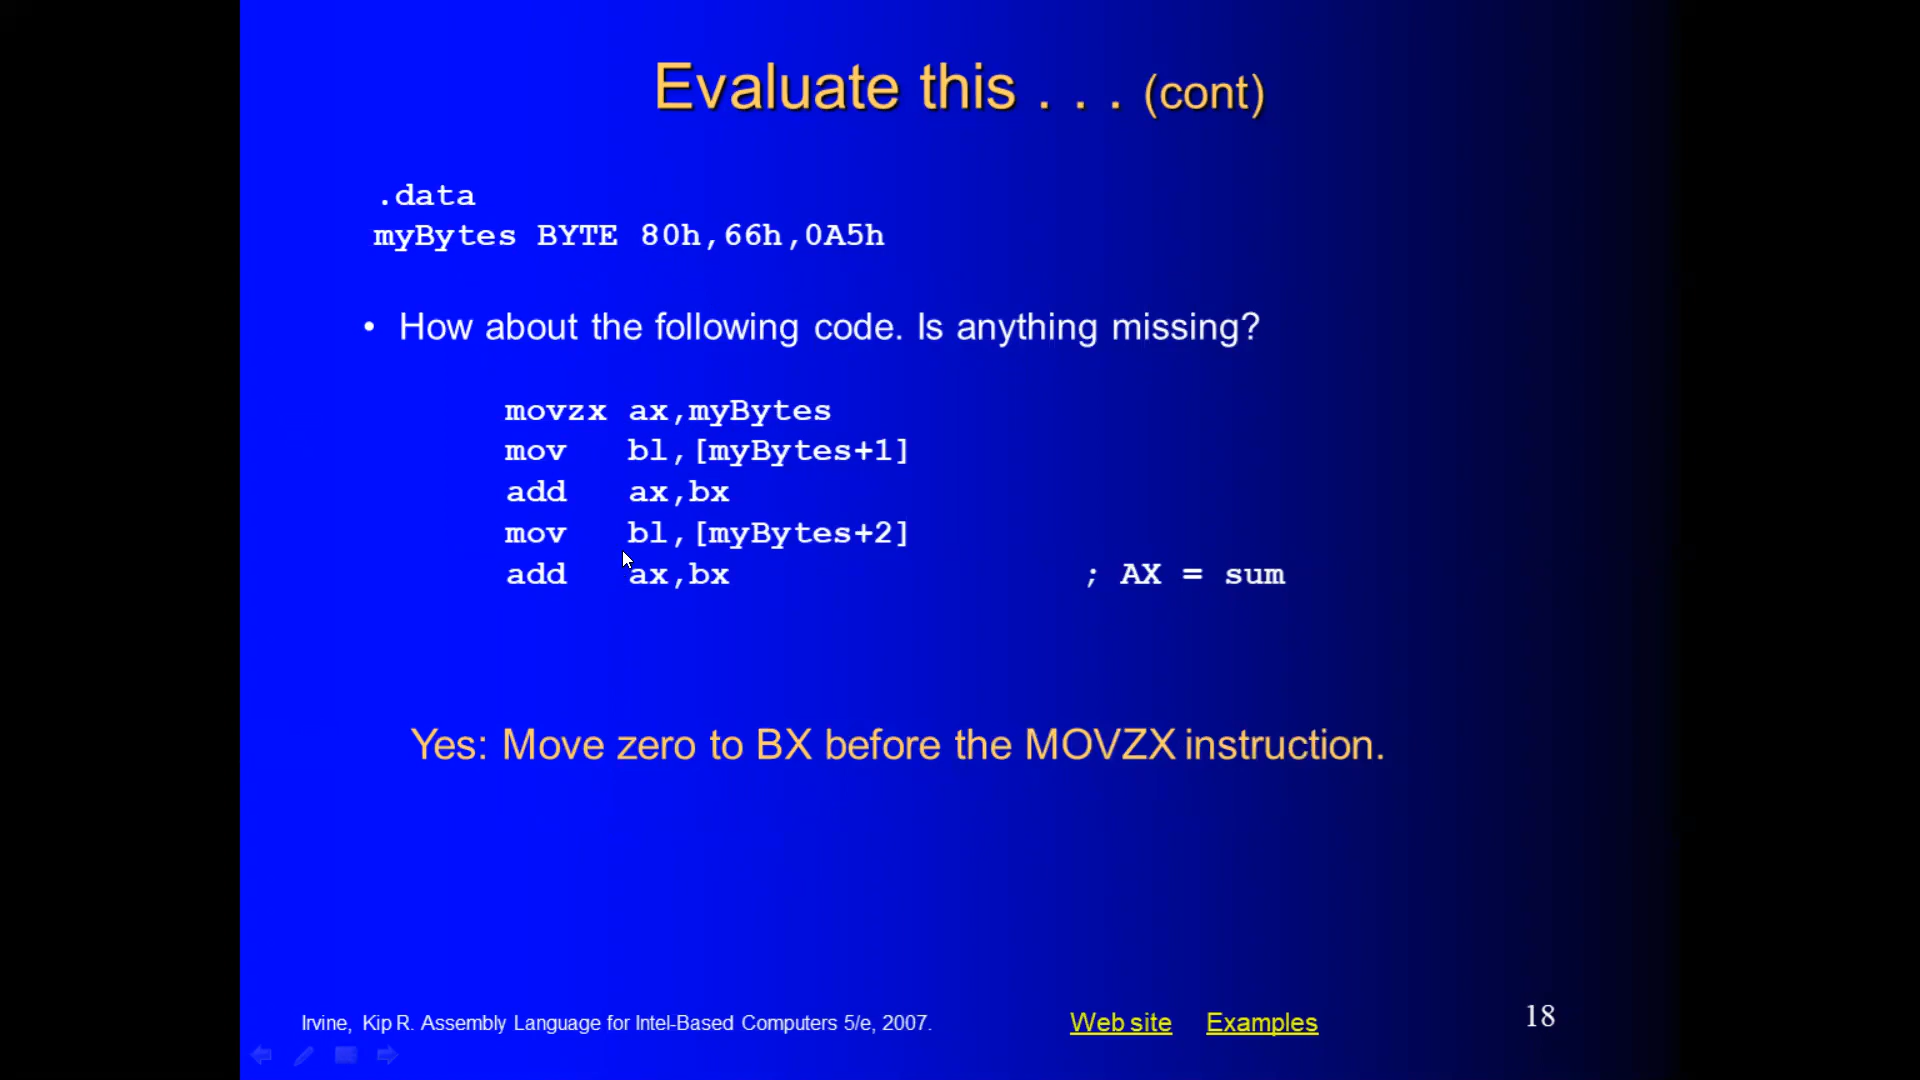 Evaluate this . . . (cont)
.data
myBytes BYTE 80h,66h,0A5h
• How about the following code. Is anything missing?
movzx ax,myBytes
mov bl,[myBytes+1]
add ax,bx
mov bl,[myBytes+2]
add ax,bx ; AX = sum
Yes: Move zero to BX before the MOVZX instruction.
Irvine, Kip R. Assembly Language for Intel-Based Computers 5/e, 2007. Web site Examples 18